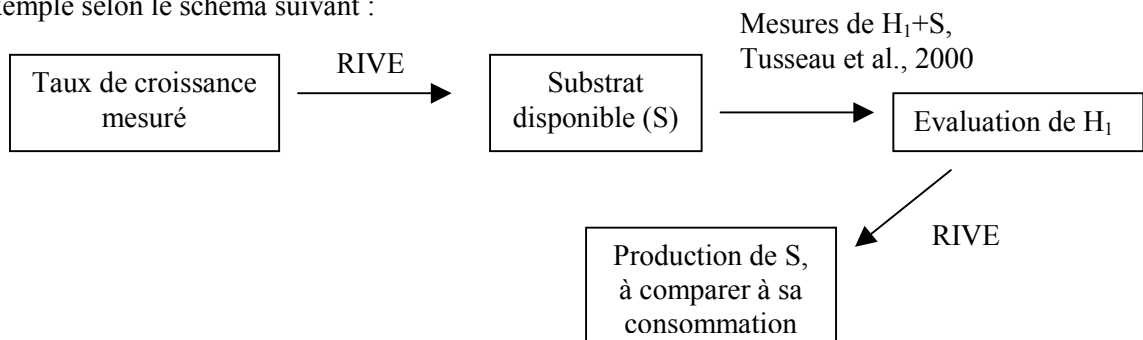 exemple selon le schéma suivant :
Mesures de H₁+S,
Tusseau et al., 2000
Taux de croissance
mesuré
RIVE
Substrat
disponible (S)
Evaluation de H₁
RIVE
Production de S,
à comparer à sa
consommation